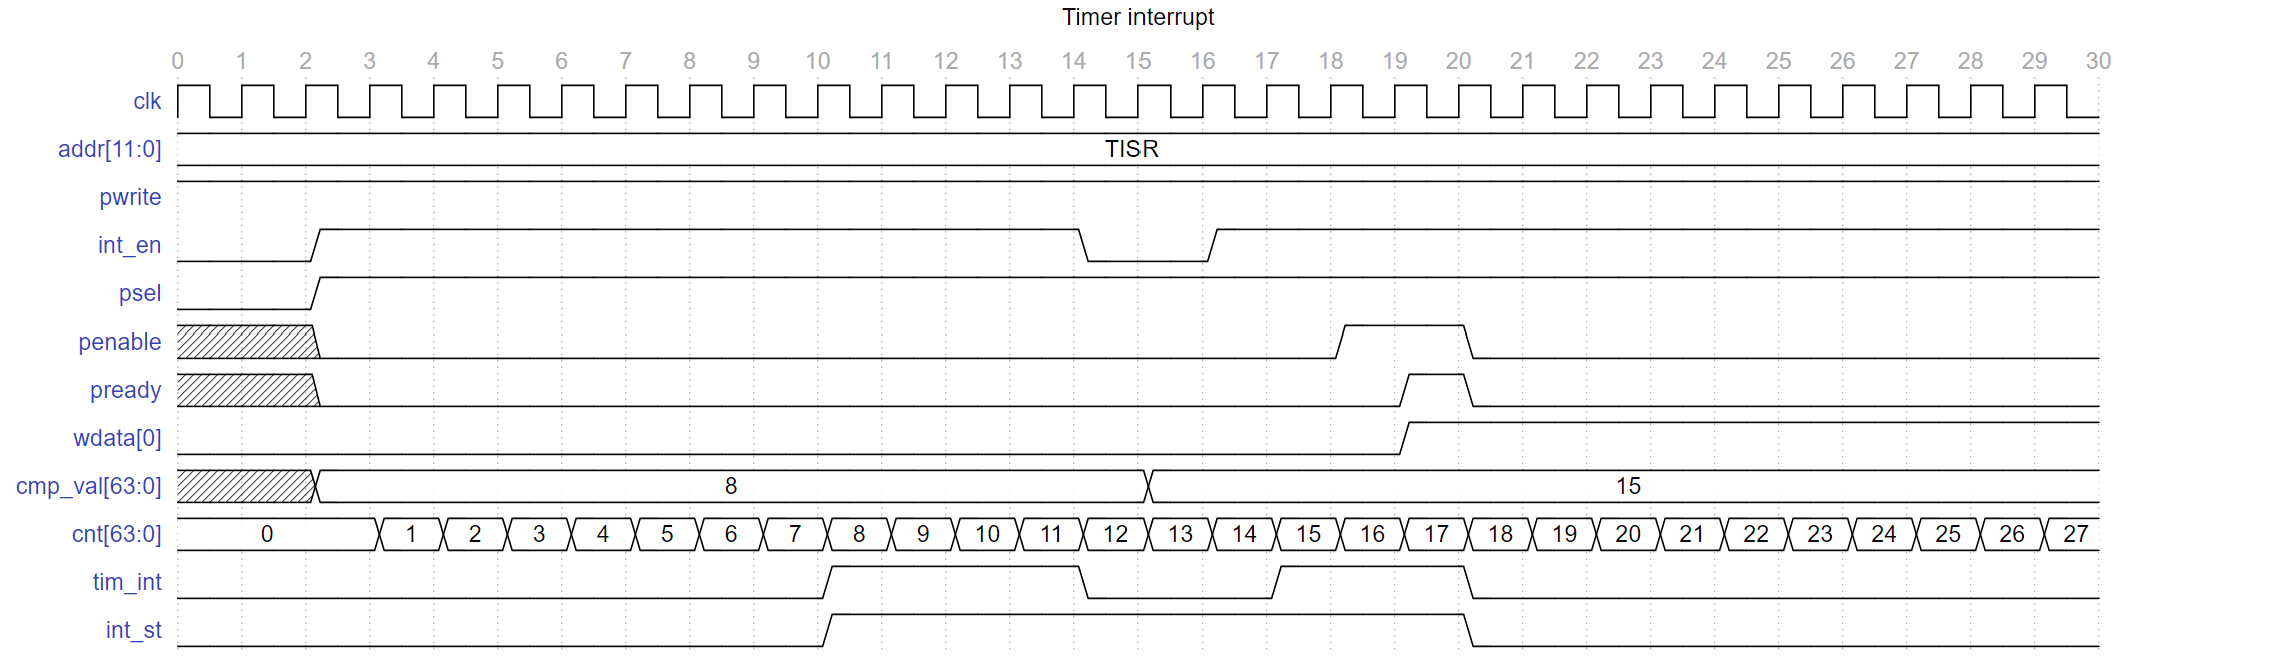 Timer interrupt
0 1 2 3 4 5 6 7 8 9 10 11 12 13 14 15 16 17 18 19 20 21 22 23 24 25 26 27 28 29 30
clk
addr[11:0] TISR
pwrite
int_en
psel
penable
pready
wdata[0]
cmp_val[63:0] 8 15
cnt[63:0] 0 1 2 3 4 5 6 7 8 9 10 11 12 13 14 15 16 17 18 19 20 21 22 23 24 25 26 27
tim_int
int_st